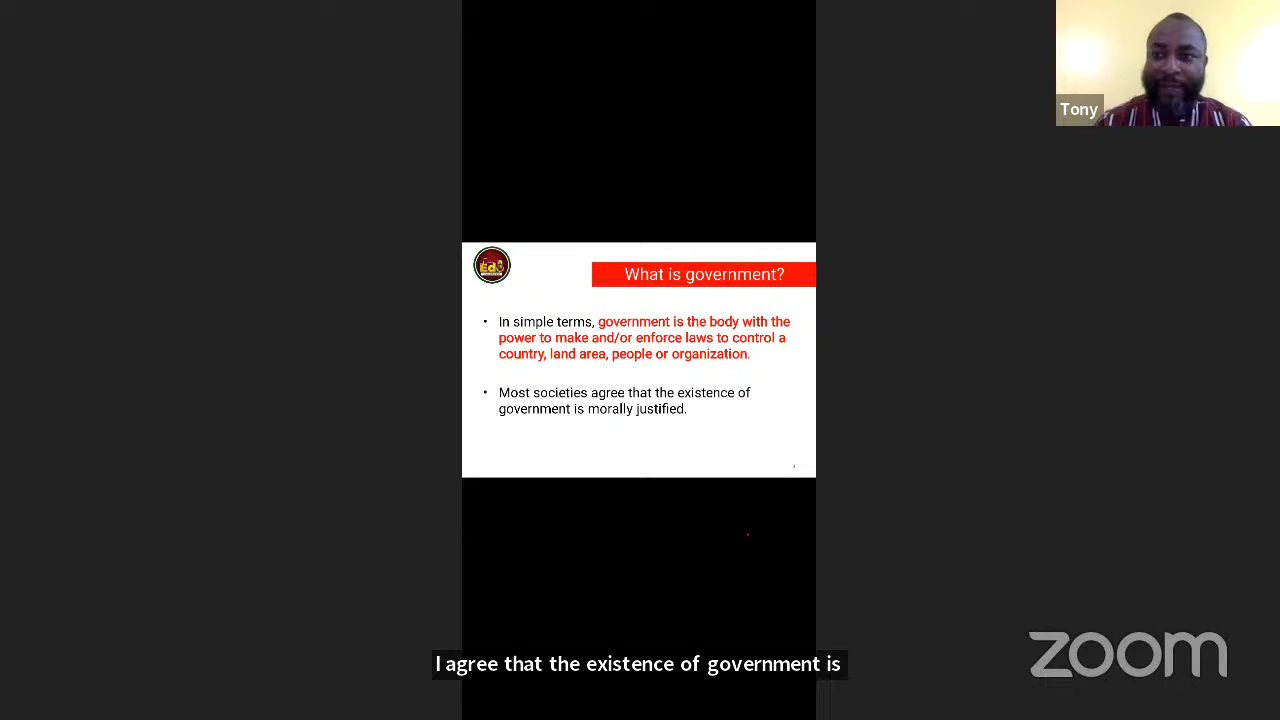 Tony
Ed
What is government?
• In simple terms, government is the body with the
power to make and/or enforce laws to control a
country, land area, people or organization.
• Most societies agree that the existence of
government is morally justified.
4
I agree that the existence of government is
zoom